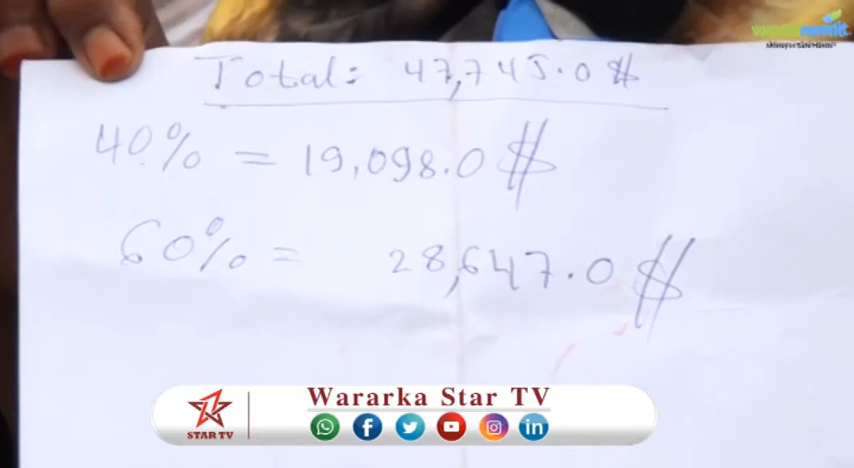 Total: 47,745.0 $
40% = 19,098.0 $
60% = 28,647.0 $
Wararka Star TV
STAR TV